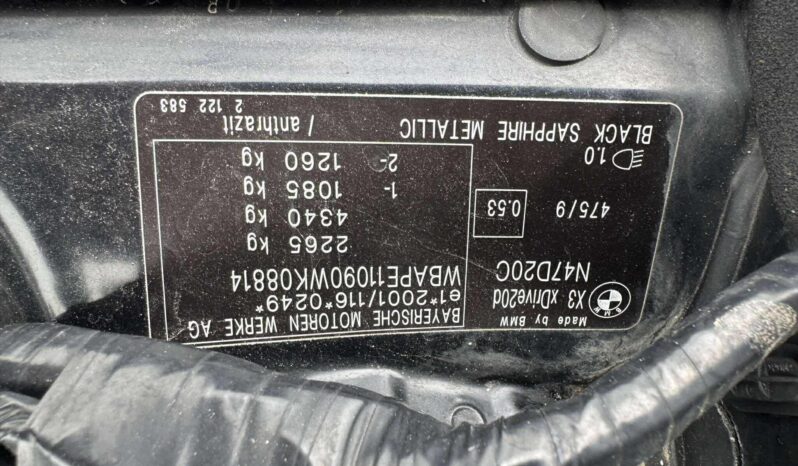 BAYERISCHE MOTOREN WERKE AG
e1*2001/116*0249*
WBAPE11090WK08814
2265 kg
4340 kg
1- 1085 kg
2- 1260 kg
/ anthrazit
2 122 583
Made by BMW
BMW
X3 xDrive20d
N47D20C
475/9 0.53
1.0
BLACK SAPPHIRE METALLIC